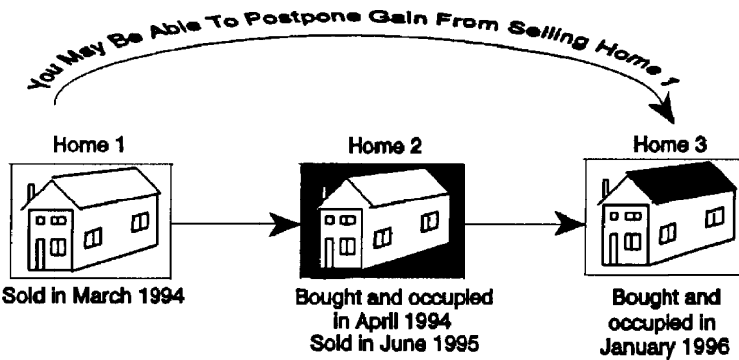 You May Be Able To Postpone Gain From Selling Home 1
Home 1
Home 2
Home 3
Sold in March 1994
Bought and occupied
in April 1994
Sold in June 1995
Bought and
occupied in
January 1996